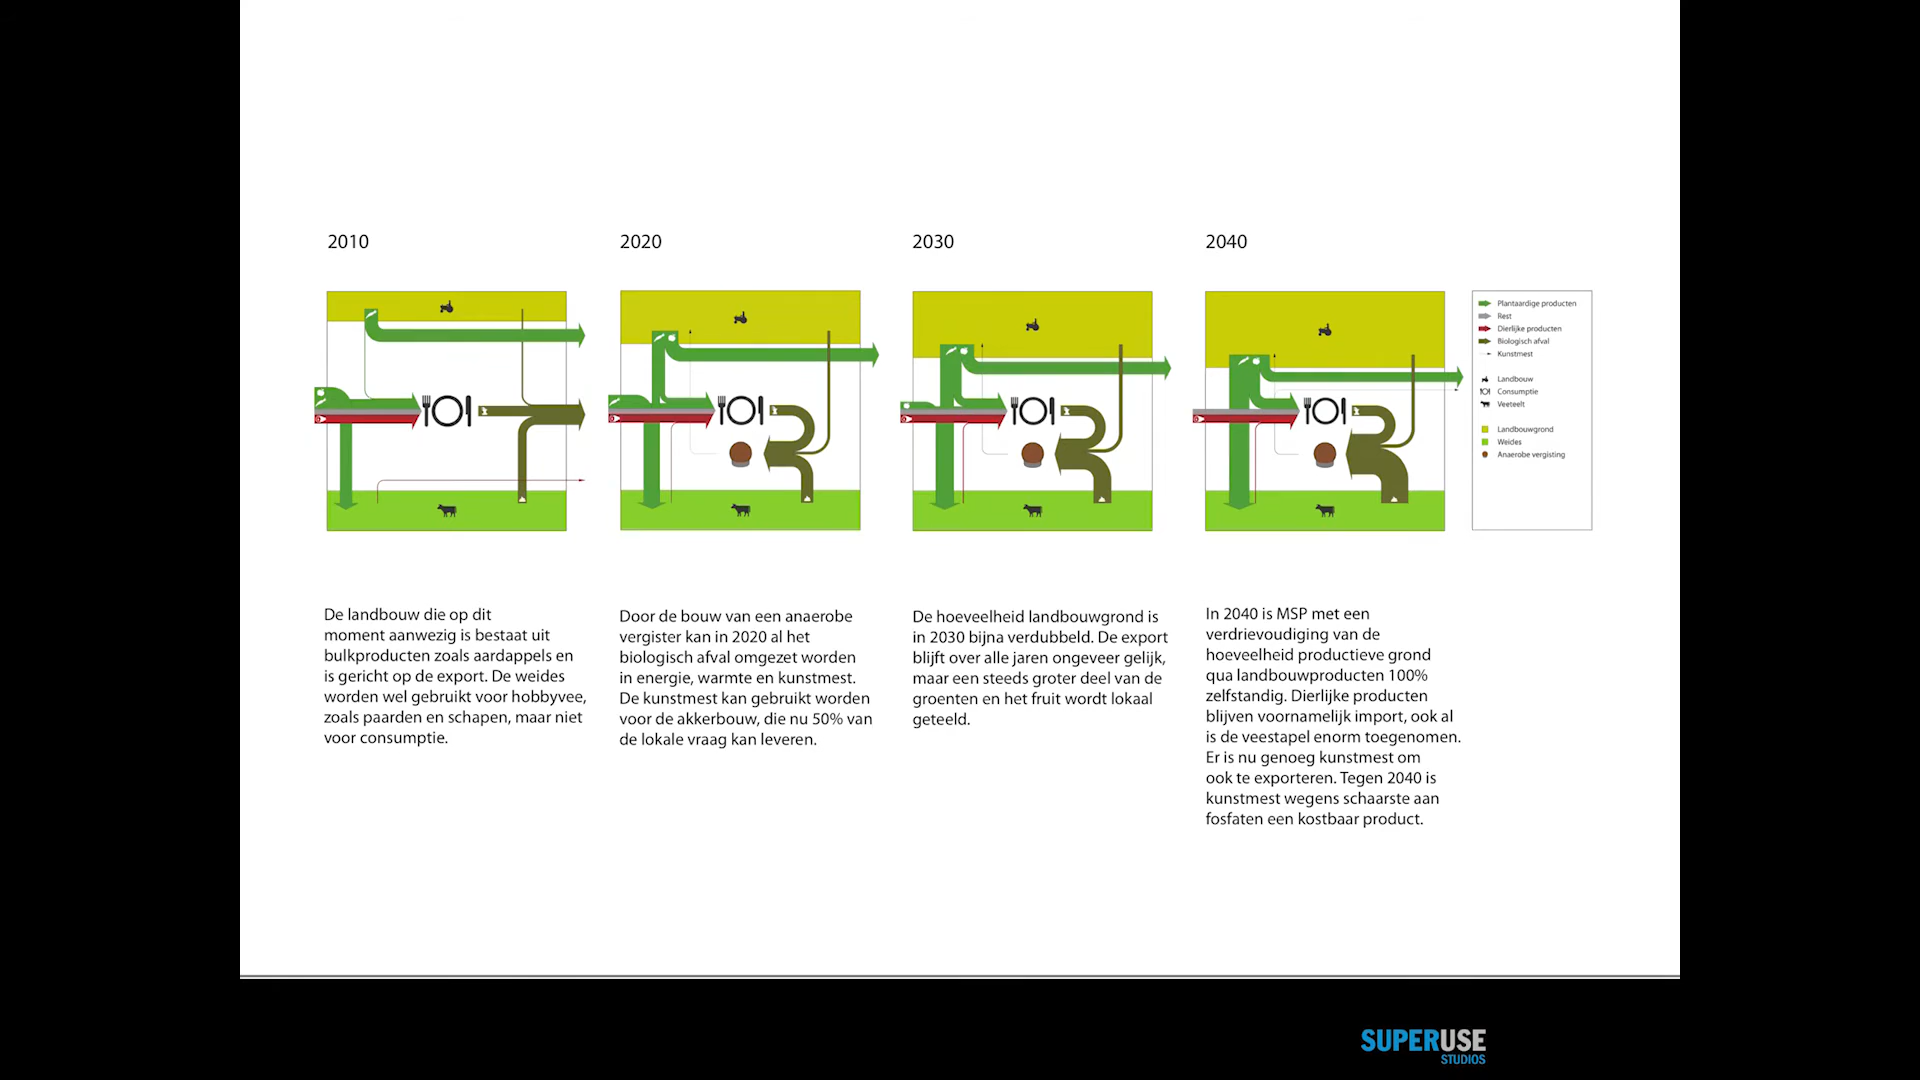 2010
2020
2030
2040
Plantaardige producten
Rest
Dierlijke producten
Biologisch afval
Kunstmest
Landbouw
Consumptie
Veeteelt
Landbouwgrond
Weides
Anaerobe vergisting
De landbouw die op dit
moment aanwezig is bestaat uit
bulkproducten zoals aardappels en
is gericht op de export. De weides
worden wel gebruikt voor hobbyvee,
zoals paarden en schapen, maar niet
voor consumptie.
Door de bouw van een anaerobe
vergister kan in 2020 al het
biologisch afval omgezet worden
in energie, warmte en kunstmest.
De kunstmest kan gebruikt worden
voor de akkerbouw, die nu 50% van
de lokale vraag kan leveren.
De hoeveelheid landbouwgrond is
in 2030 bijna verdubbeld. De export
blijft over alle jaren ongeveer gelijk,
maar een steeds groter deel van de
groenten en het fruit wordt lokaal
geteeld.
In 2040 is MSP met een
verdrievoudiging van de
hoeveelheid productieve grond
qua landbouwproducten 100%
zelfstandig. Dierlijke producten
blijven voornamelijk import, ook al
is de veestapel enorm toegenomen.
Er is nu genoeg kunstmest om
ook te exporteren. Tegen 2040 is
kunstmest wegens schaarste aan
fosfaten een kostbaar product.
SUPERUSE
STUDIOS